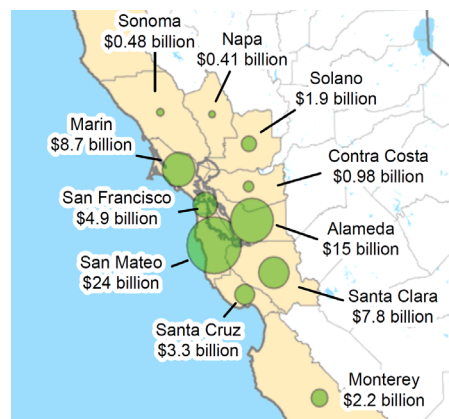 Sonoma
$0.48 billion
Napa
$0.41 billion
Solano
$1.9 billion
Marin
$8.7 billion
Contra Costa
$0.98 billion
San Francisco
$4.9 billion
Alameda
$15 billion
San Mateo
$24 billion
Santa Clara
$7.8 billion
Santa Cruz
$3.3 billion
Monterey
$2.2 billion